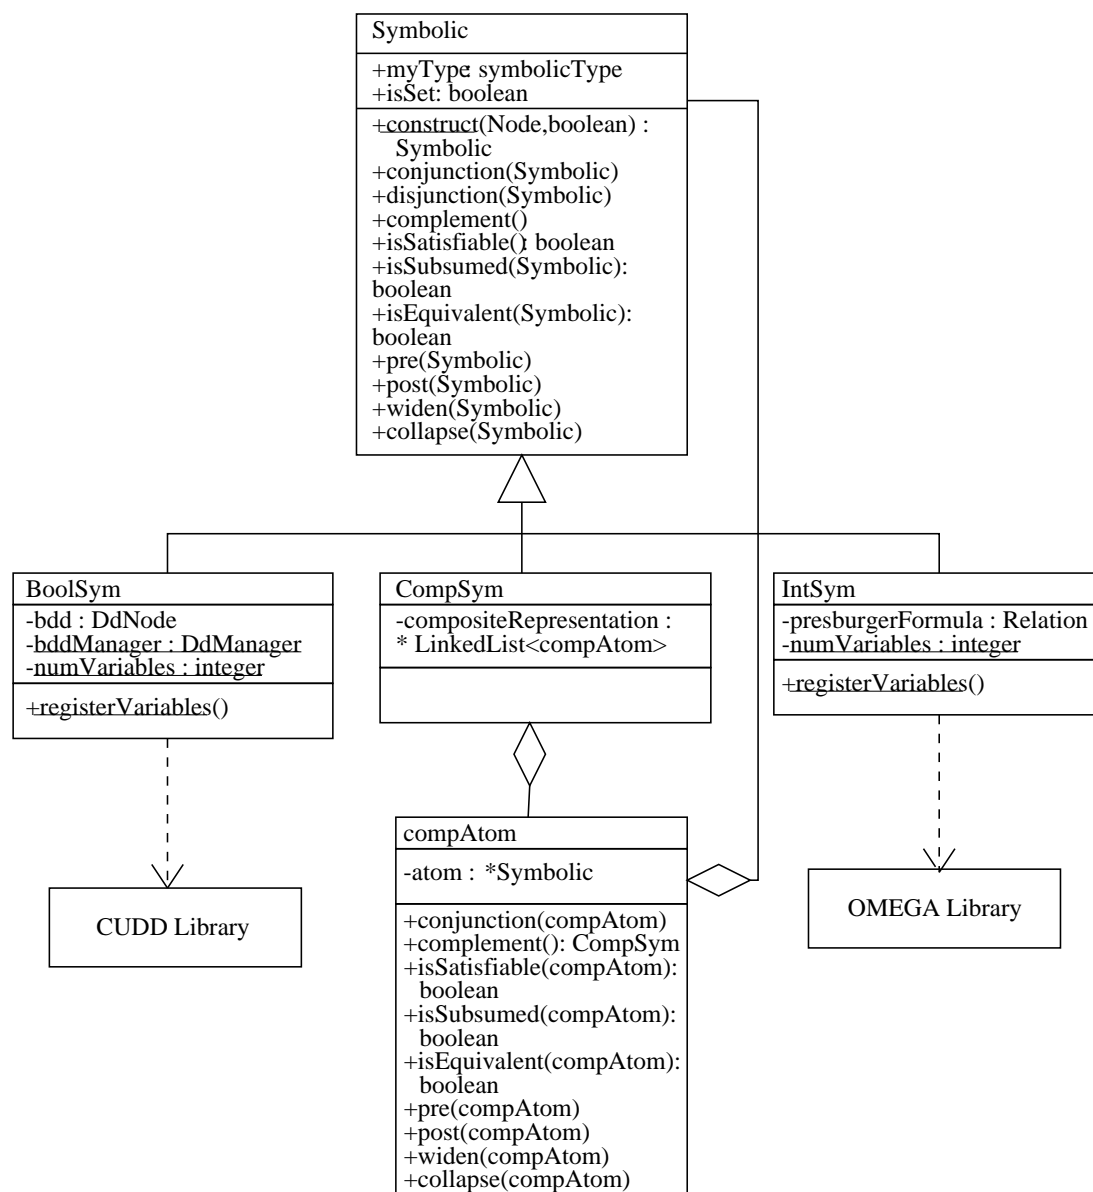 Symbolic
+myType: symbolicType
+isSet: boolean
+construct(Node,boolean) :
Symbolic
+conjunction(Symbolic)
+disjunction(Symbolic)
+complement()
+isSatisfiable(): boolean
+isSubsumed(Symbolic):
boolean
+isEquivalent(Symbolic):
boolean
+pre(Symbolic)
+post(Symbolic)
+widen(Symbolic)
+collapse(Symbolic)
BoolSym
-bdd : DdNode
-bddManager : DdManager
-numVariables : integer
+registerVariables()
CompSym
-compositeRepresentation :
* LinkedList<compAtom>
IntSym
-presburgerFormula : Relation
-numVariables : integer
+registerVariables()
compAtom
-atom : *Symbolic
+conjunction(compAtom)
+complement(): CompSym
+isSatisfiable(compAtom):
boolean
+isSubsumed(compAtom):
boolean
+isEquivalent(compAtom):
boolean
+pre(compAtom)
+post(compAtom)
+widen(compAtom)
+collapse(compAtom)
CUDD Library
OMEGA Library